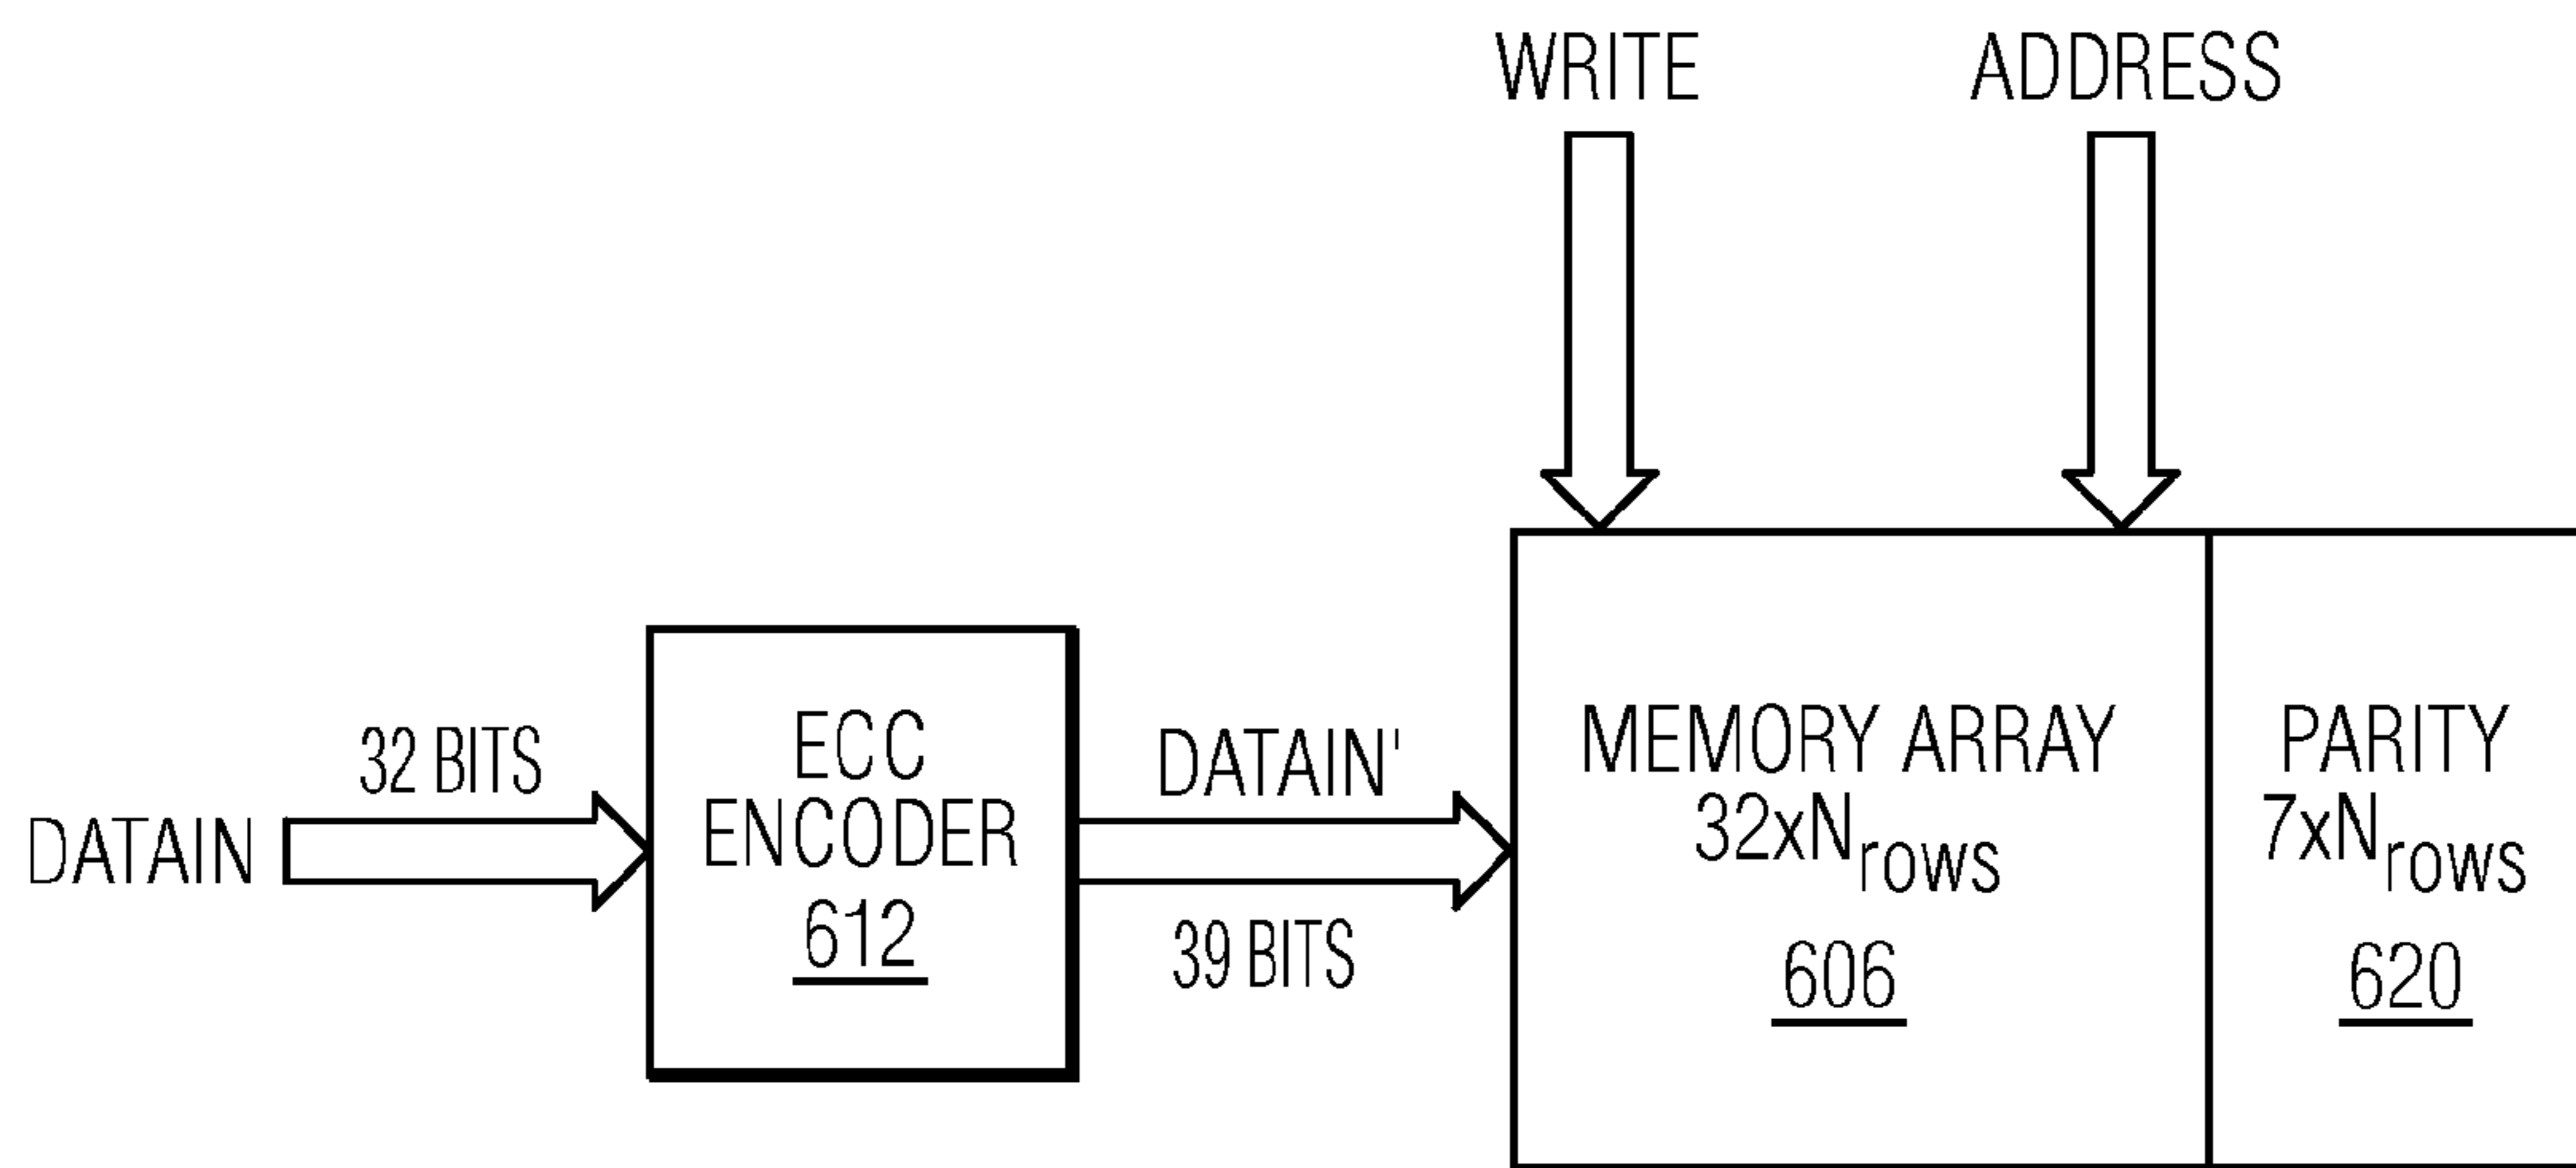 WRITE
ADDRESS
DATAIN
32 BITS
ECC
ENCODER
612
DATAIN'
39 BITS
MEMORY ARRAY
32xNrows
606
PARITY
7xNrows
620